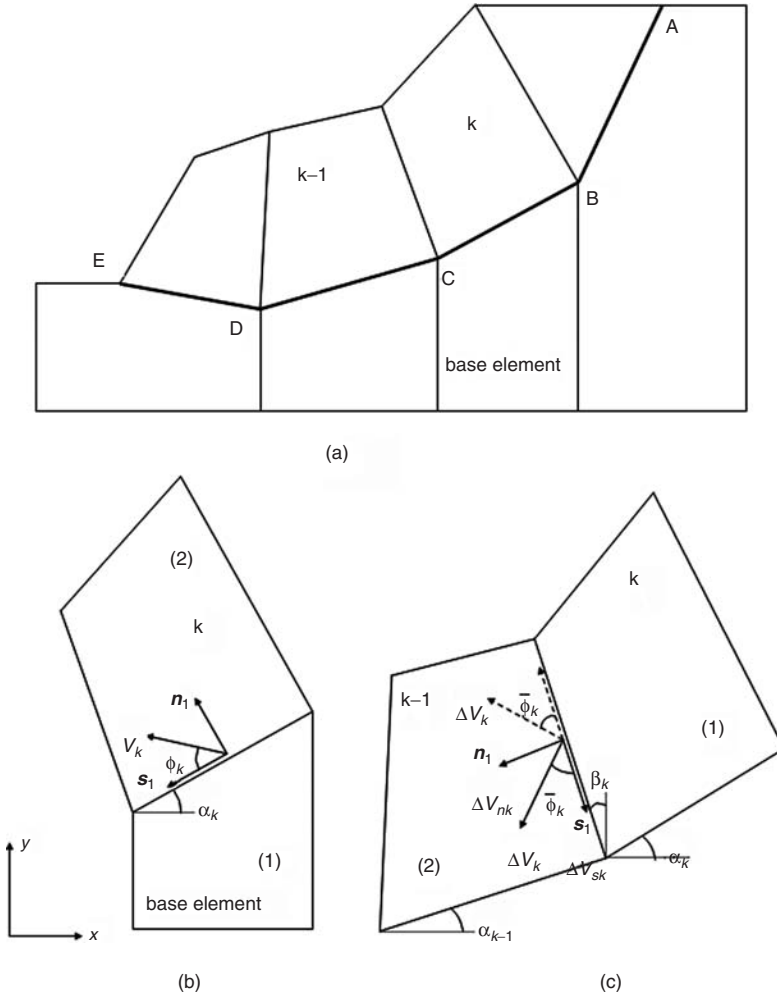 A
k
k–1
B
E
C
D
base element
(a)
(2)
k
n₁
Vₖ
ϕₖ
s₁
αₖ
(1)
base element
y
x
(b)
k
k–1
ΔVₖ
ϕ̅ₖ
(1)
n₁
βₖ
ΔVₙₖ
ϕ̅ₖ
s₁
(2)
ΔVₖ
ΔVₛₖ
αₖ
αₖ₋₁
(c)